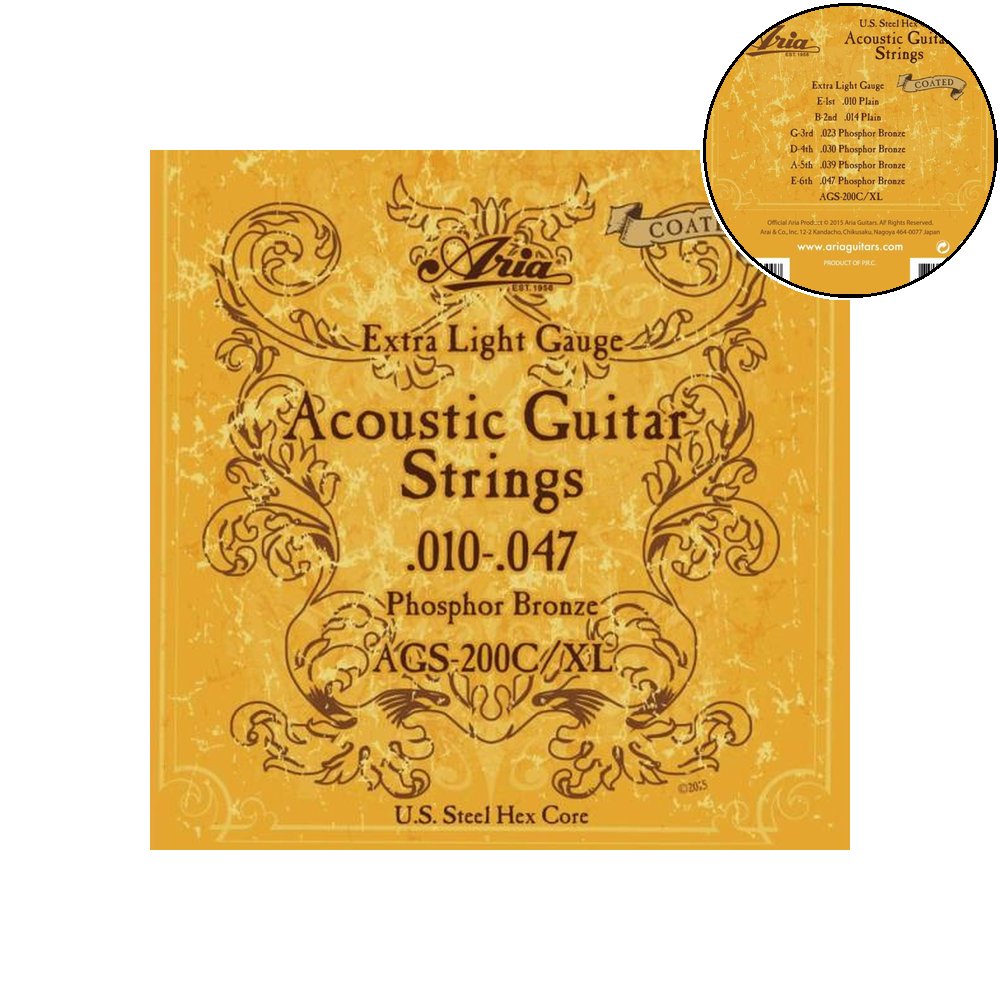 Aria
EST. 1956
COATED
Extra Light Gauge
Acoustic Guitar
Strings
.010-.047
Phosphor Bronze
AGS-200C/XL
©2015
U.S. Steel Hex Core
Aria
EST. 1956
U.S. Steel Hex
Acoustic Guitar
Strings
COATED
Extra Light Gauge
E-1st .010 Plain
B-2nd .014 Plain
G-3rd .023 Phosphor Bronze
D-4th .030 Phosphor Bronze
A-5th .039 Phosphor Bronze
E-6th .047 Phosphor Bronze
AGS-200C/XL
Official Aria Product © 2015 Aria Guitars. All Rights Reserved.
Arai & Co., Inc. 12-2 Kandacho, Chikusaku, Nagoya 464-0077 Japan
www.ariaguitars.com
PRODUCT OF P.R.C.